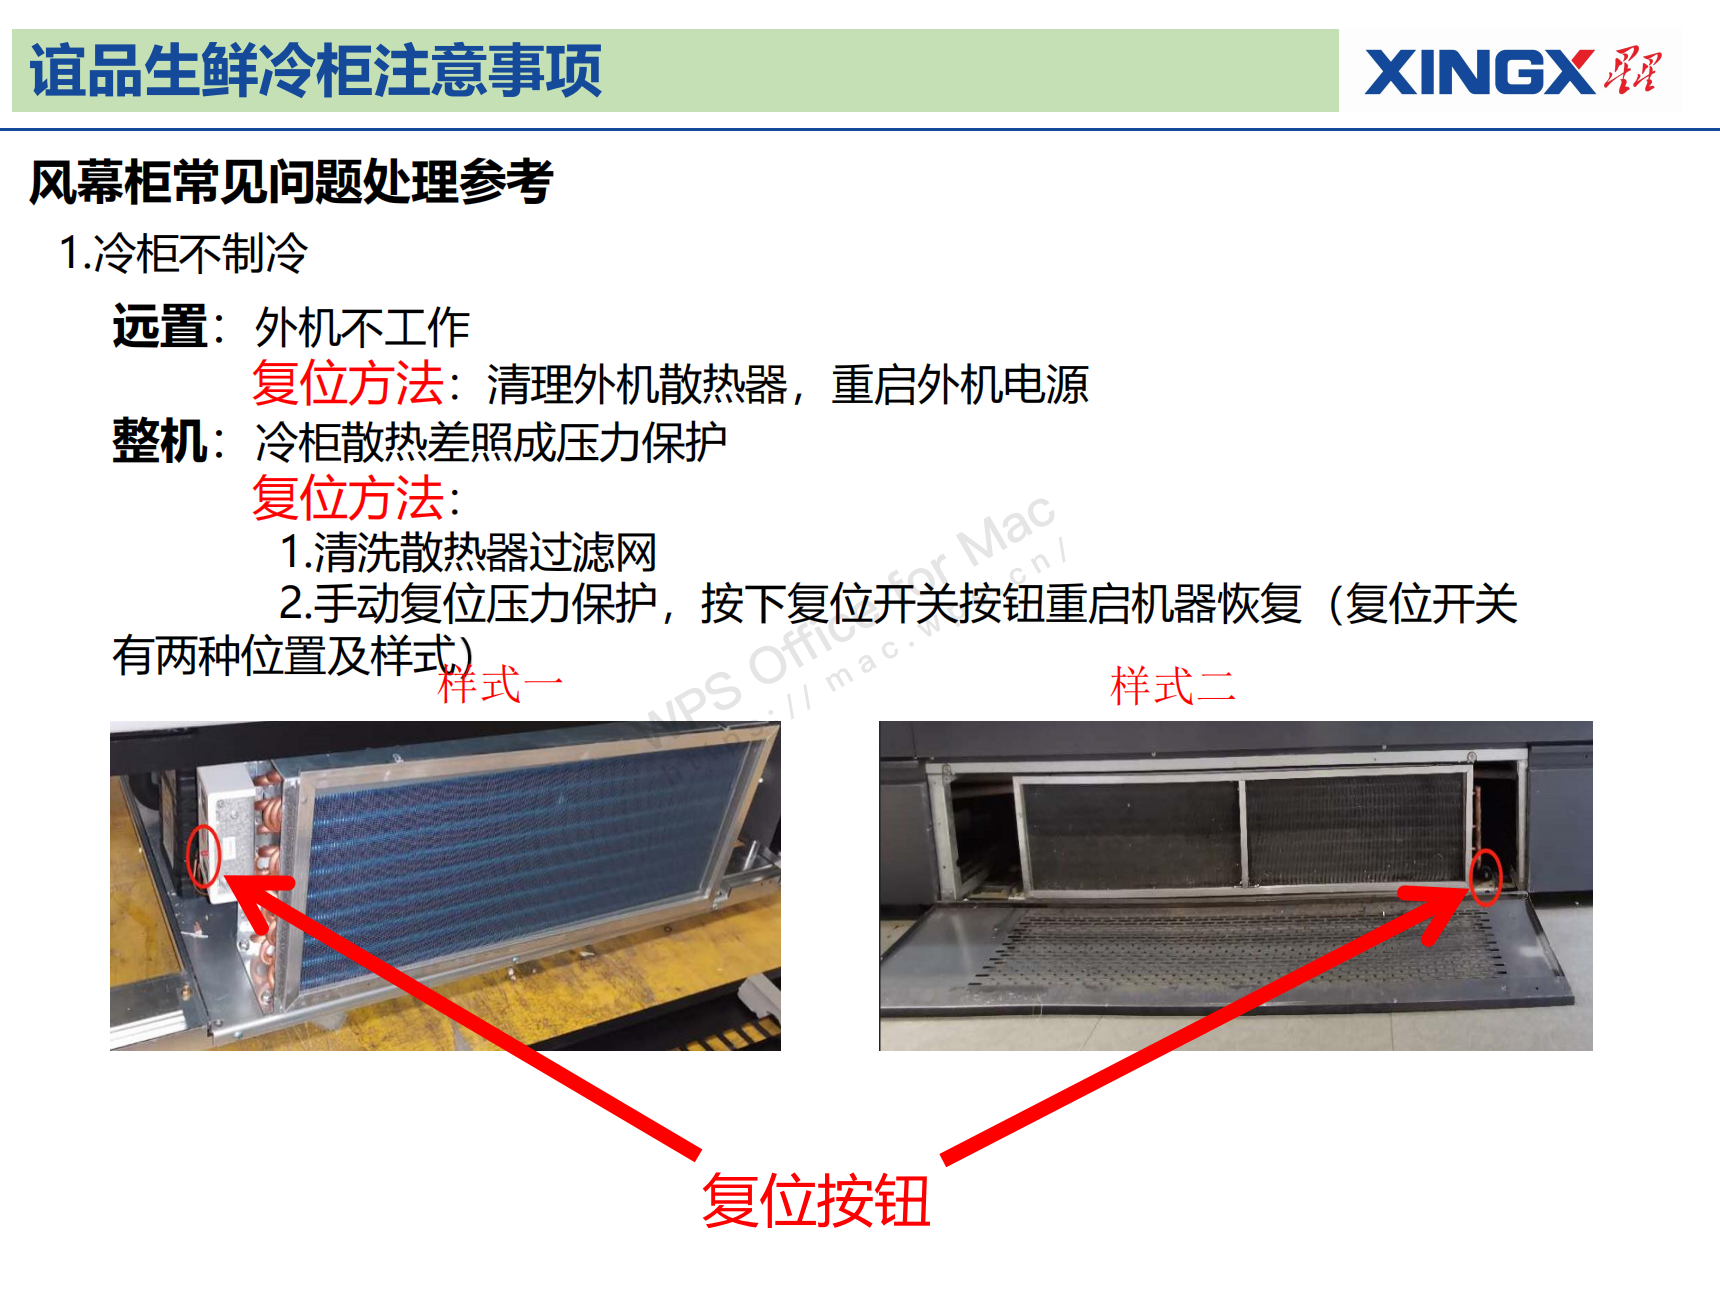 谊品生鲜冷柜注意事项
XINGX 星星
风幕柜常见问题处理参考
1.冷柜不制冷
远置：外机不工作
复位方法：清理外机散热器，重启外机电源
整机：冷柜散热差照成压力保护
复位方法：
1.清洗散热器过滤网
2.手动复位压力保护，按下复位开关按钮重启机器恢复（复位开关
有两种位置及样式）
样式一
样式二
WPS Office for Mac
复位按钮